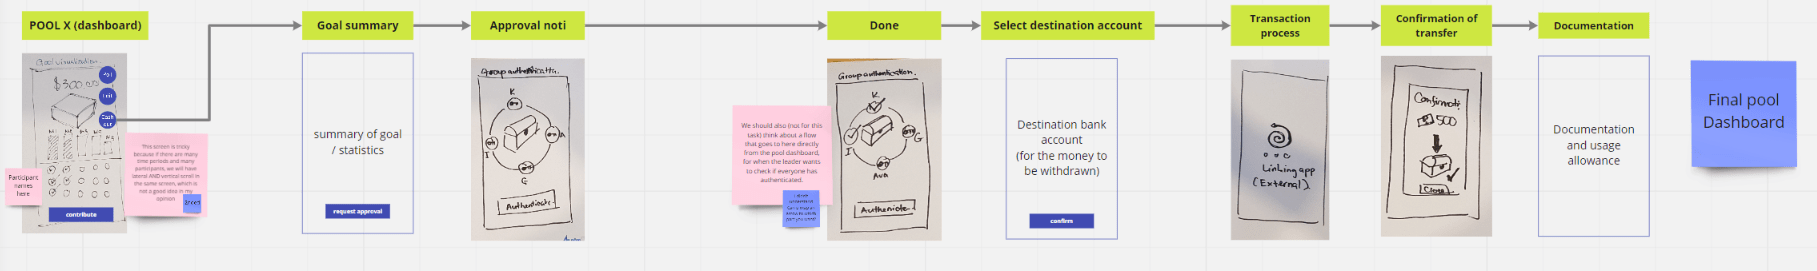 POOL X (dashboard)
Goal summary
Approval noti
Done
Select destination account
Transaction
process
Confirmation of
transfer
Documentation
Goal visualization
$300
Cash
out
contribute
Participant
names
here
This screen is tricky
because if there are many
time periods and many
participants we will have
lateral AND vertical scroll in
the same screen, which is
not a good idea in my
opinion
summary of goal
/ statistics
request approval
Group authentication
K
A
I
G
Authenticate
We should also (not for this
task) think about a flow
that goes to here directly
from the pool dashboard,
for when the leader wants
to check if everyone has
authenticated.
Group authentication
K
G
I
Ava
Destination bank
account
(for the money to
be withdrawn)
confirm
Linking app
(External)
500
Close
Documentation
and usage
allowance
Final pool
Dashboard